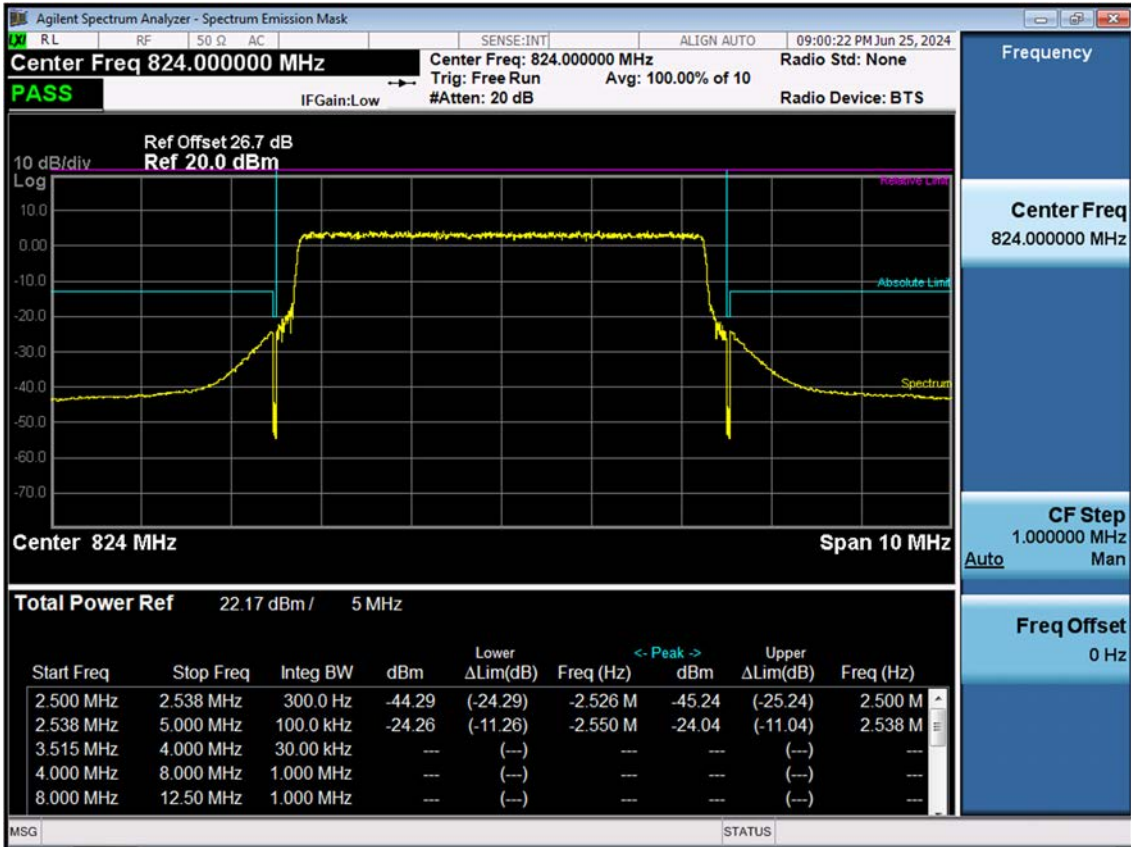 Agilent Spectrum Analyzer - Spectrum Emission Mask
LXI RL RF 50 Ω AC SENSE:INT ALIGN AUTO 09:00:22 PM Jun 25, 2024
Center Freq 824.000000 MHz
Center Freq: 824.000000 MHz
Radio Std: None
Trig: Free Run Avg: 100.00% of 10
PASS
IFGain:Low
#Atten: 20 dB
Radio Device: BTS
Ref Offset 26.7 dB
10 dB/div Ref 20.0 dBm
Log
Relative Limit
10.0
0.00
-10.0
Absolute Limit
-20.0
-30.0
-40.0
Spectrum
-50.0
-60.0
-70.0
Center 824 MHz Span 10 MHz
Total Power Ref 22.17 dBm / 5 MHz
Lower <- Peak -> Upper
Start Freq Stop Freq Integ BW dBm ΔLim(dB) Freq (Hz) dBm ΔLim(dB) Freq (Hz)
2.500 MHz 2.538 MHz 300.0 Hz -44.29 (-24.29) -2.526 M -45.24 (-25.24) 2.500 M
2.538 MHz 5.000 MHz 100.0 kHz -24.26 (-11.26) -2.550 M -24.04 (-11.04) 2.538 M
3.515 MHz 4.000 MHz 30.00 kHz --- (---) --- --- (---) ---
4.000 MHz 8.000 MHz 1.000 MHz --- (---) --- --- (---) ---
8.000 MHz 12.50 MHz 1.000 MHz --- (---) --- --- (---) ---
MSG STATUS
Frequency
Center Freq
824.000000 MHz
CF Step
1.000000 MHz
Auto Man
Freq Offset
0 Hz